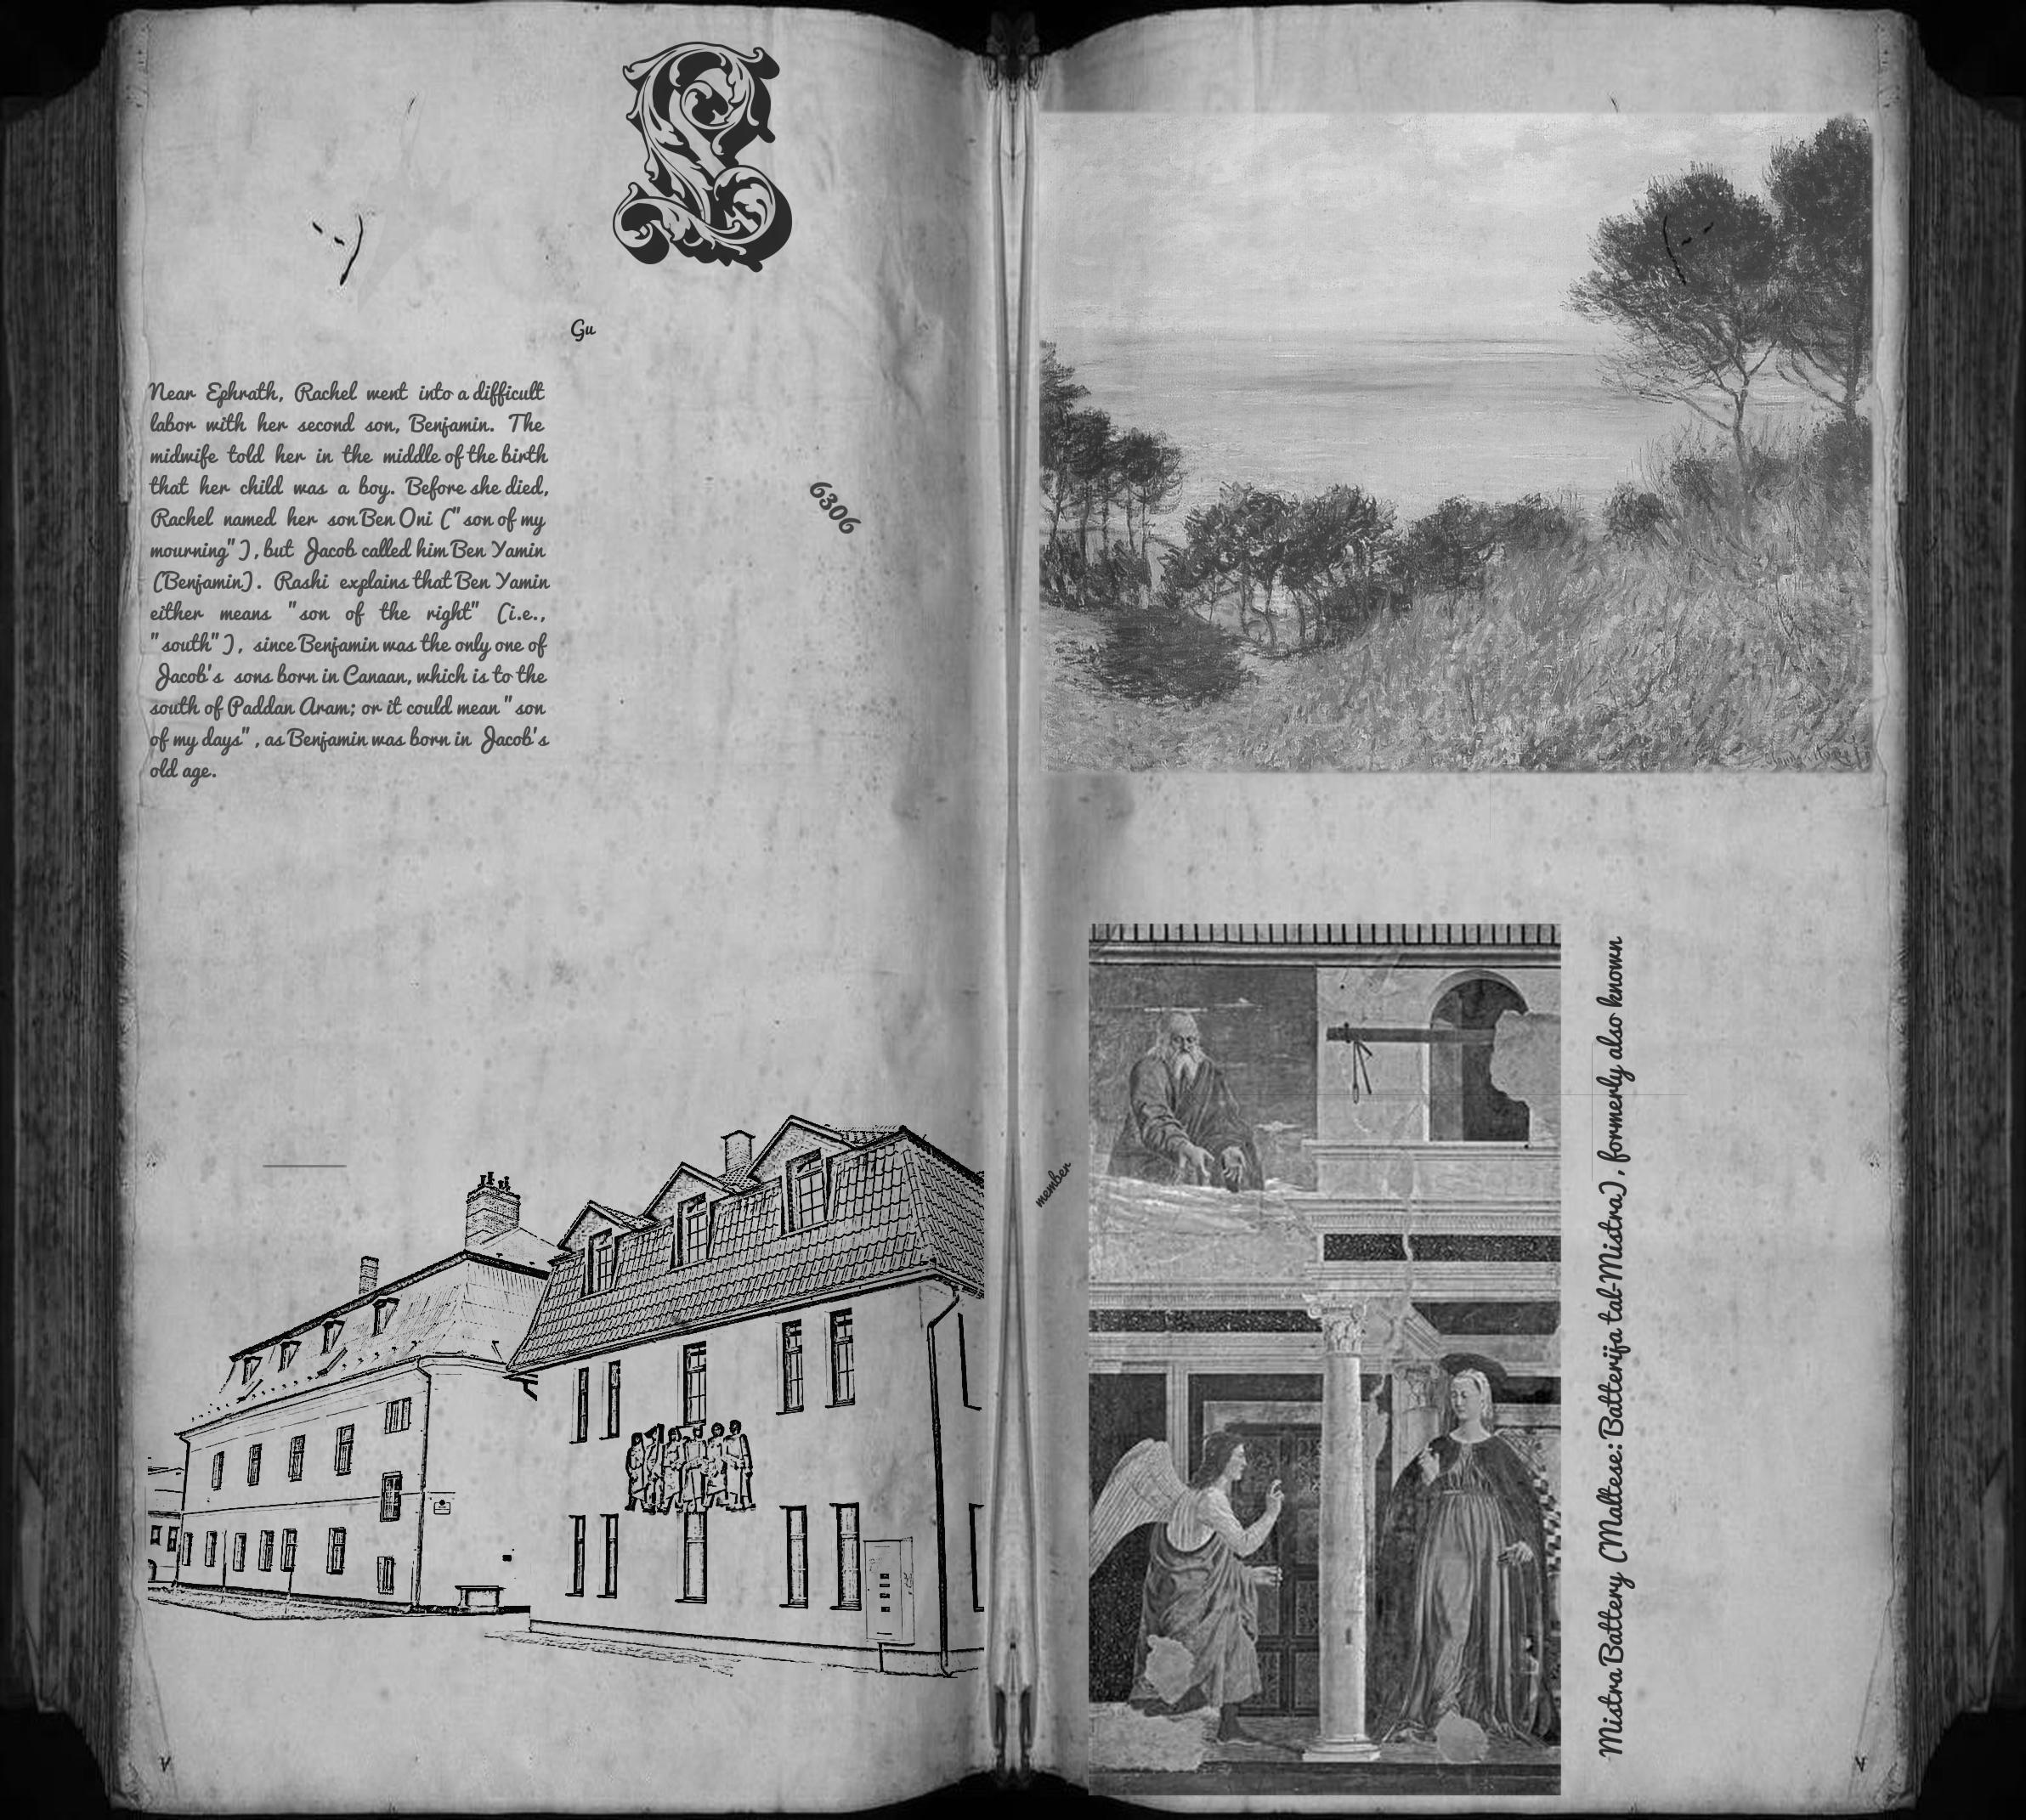 L
Gu
Near Ephrath, Rachel went into a difficult
labor with her second son, Benjamin. The
midwife told her in the middle of the birth
that her child was a boy. Before she died,
Rachel named her son Ben Oni ("son of my
mourning"), but Jacob called him Ben Yamin
(Benjamin). Rashi explains that Ben Yamin
either means "son of the right" (i.e.,
"south"), since Benjamin was the only one of
Jacob's sons born in Canaan, which is to the
south of Paddan Aram; or it could mean "son
of my days", as Benjamin was born in Jacob's
old age.
6306
member
Mistra Battery (Maltese: Batterija tal-Mistra), formerly also known